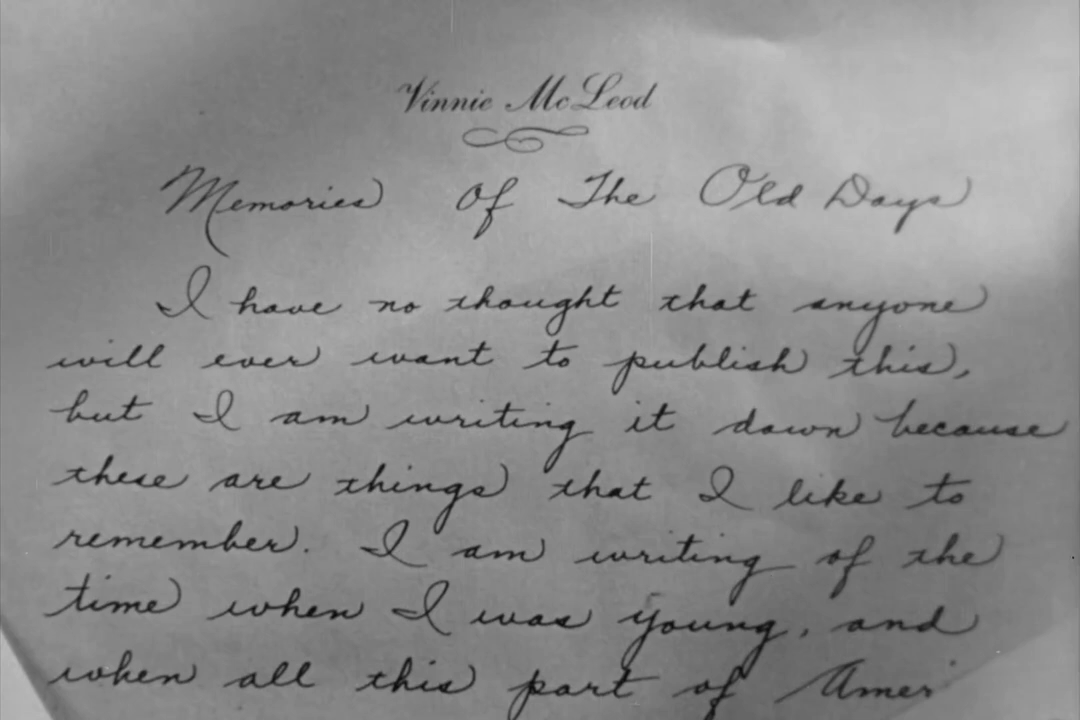 Vinnie McLeod
Memories Of The Old Days
I have no thought that anyone
will ever want to publish this,
but I am writing it down because
these are things that I like to
remember. I am writing of the
time when I was young, and
when all this part of Amer